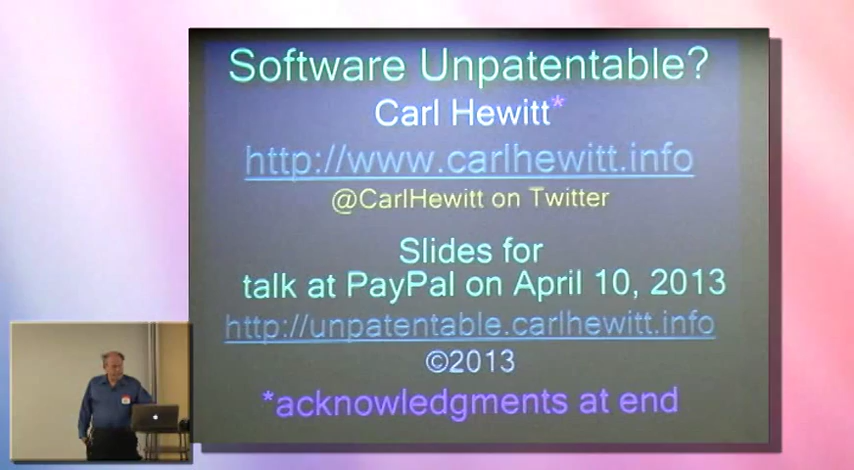 Software Unpatentable?
Carl Hewitt*
http://www.carlhewitt.info
@CarlHewitt on Twitter
Slides for
talk at PayPal on April 10, 2013
http://unpatentable.carlhewitt.info
©2013
*acknowledgments at end